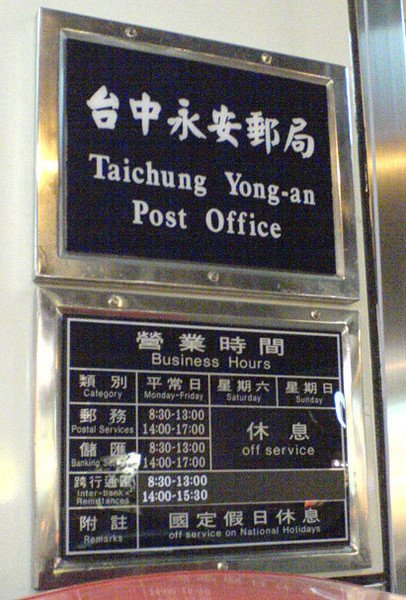 台中永安郵局
Taichung Yong-an
Post Office
營業時間
Business Hours
類別 平常日 星期六 星期日
Category Monday-Friday Saturday Sunday
郵務 8:30-13:00
Postal Services 14:00-17:00
休息
off service
儲匯 8:30-13:00
Banking 14:00-17:00
跨行通匯 8:30-13:00
Inter-bank Remittances 14:00-15:30
附註 國定假日休息
Remarks off service on National Holidays